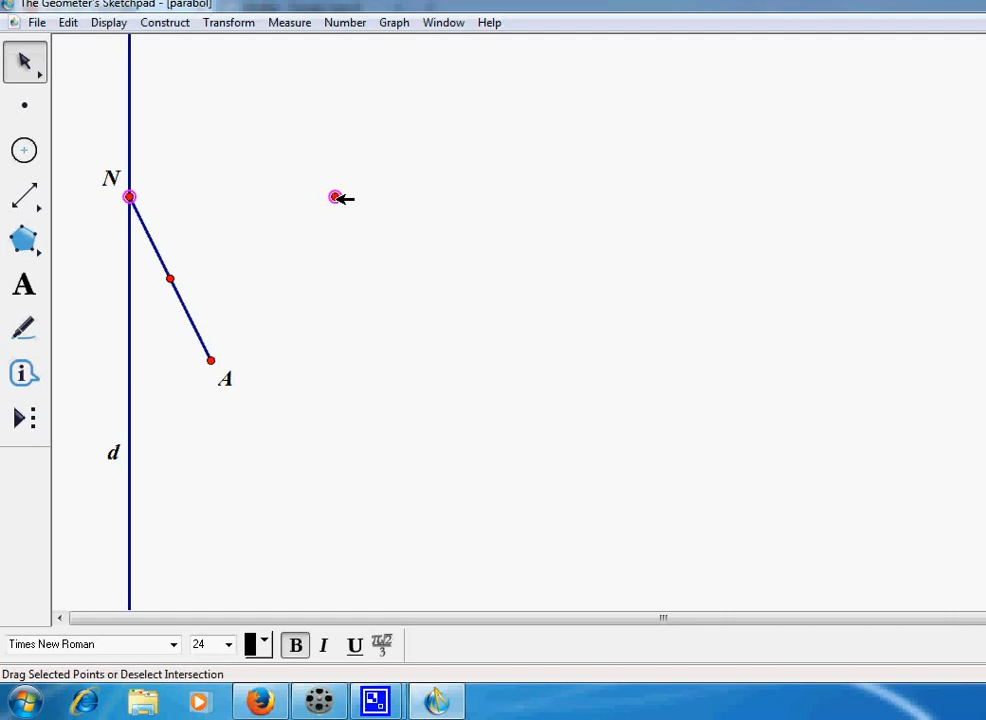 The Geometer's Sketchpad - [parabol]
File Edit Display Construct Transform Measure Number Graph Window Help
A
N
A
d
Times New Roman 24 B I U
Drag Selected Points or Deselect Intersection